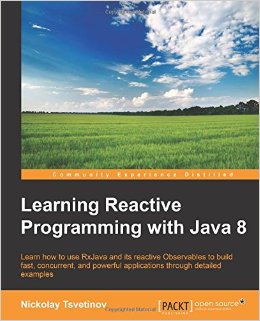 Community Experience Distilled
Learning Reactive
Programming with Java 8
Learn how to use RxJava and its reactive Observables to build
fast, concurrent, and powerful applications through detailed
examples
Nickolay Tsvetinov
PACKT
PUBLISHING
open source